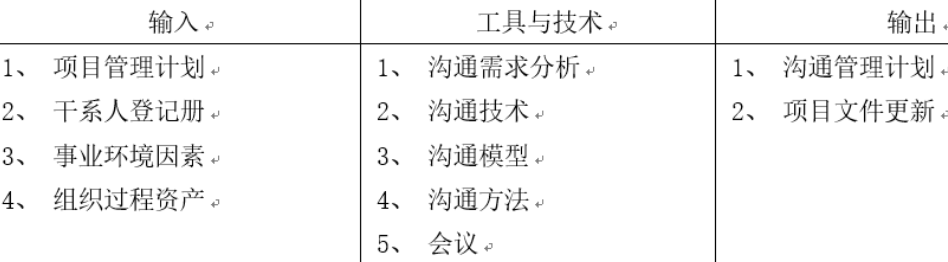 输入 工具与技术 输出
1、 项目管理计划 1、 沟通需求分析 1、 沟通管理计划
2、 干系人登记册 2、 沟通技术 2、 项目文件更新
3、 事业环境因素 3、 沟通模型
4、 组织过程资产 4、 沟通方法
5、 会议